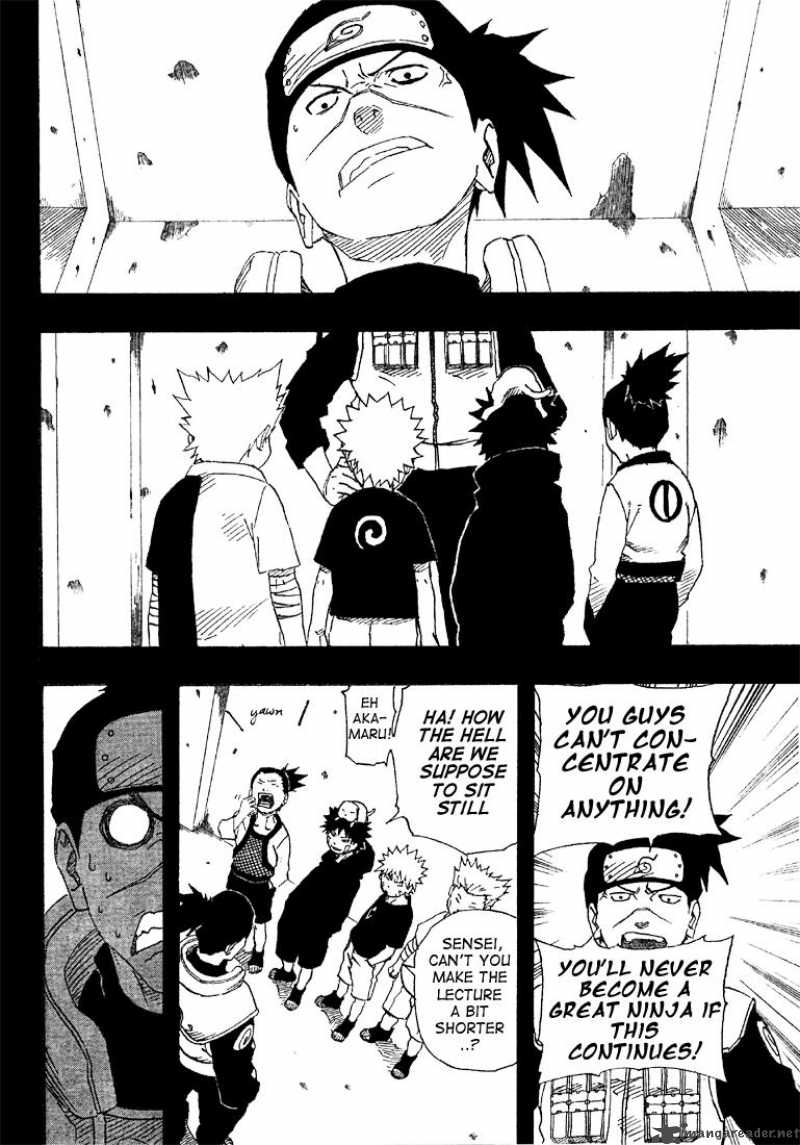 YOU GUYS
CAN'T CON-
CENTRATE
ON
ANYTHING!
YOU'LL NEVER
BECOME A
GREAT NINJA IF
THIS
CONTINUES!
HA! HOW
THE HELL
ARE WE
SUPPOSE
TO SIT
STILL
EH
AKA-
MARU!
yawn
SENSEI,
CAN'T YOU
MAKE THE
LECTURE
A BIT
SHORTER
..?
mangareader.net